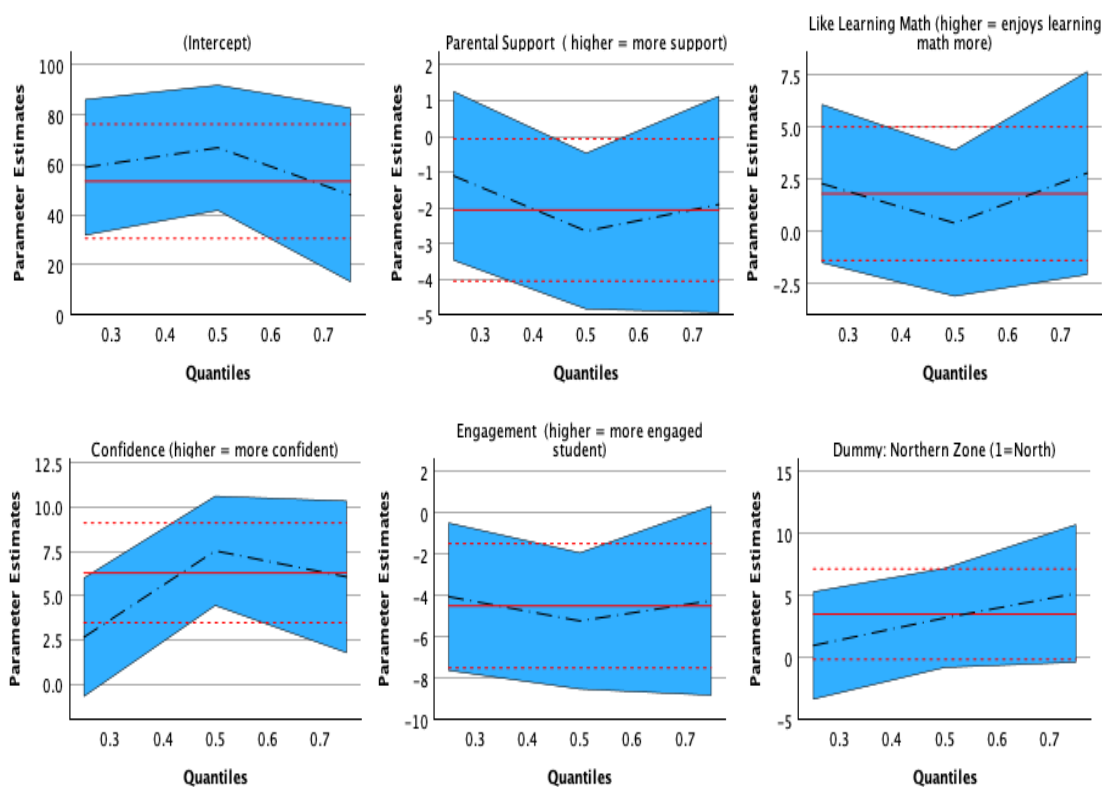 (Intercept)
Parameter Estimates
100
80
60
40
20
0
0.3 0.4 0.5 0.6 0.7
Quantiles
Parental Support ( higher = more support)
Parameter Estimates
2
1
0
−1
−2
−3
−4
−5
0.3 0.4 0.5 0.6 0.7
Quantiles
Like Learning Math (higher = enjoys learning
math more)
Parameter Estimates
7.5
5.0
2.5
0.0
−2.5
0.3 0.4 0.5 0.6 0.7
Quantiles
Confidence (higher = more confident)
Parameter Estimates
12.5
10.0
7.5
5.0
2.5
0.0
0.3 0.4 0.5 0.6 0.7
Quantiles
Engagement (higher = more engaged
student)
Parameter Estimates
2
0
−2
−4
−6
−8
−10
0.3 0.4 0.5 0.6 0.7
Quantiles
Dummy: Northern Zone (1=North)
Parameter Estimates
15
10
5
0
−5
0.3 0.4 0.5 0.6 0.7
Quantiles